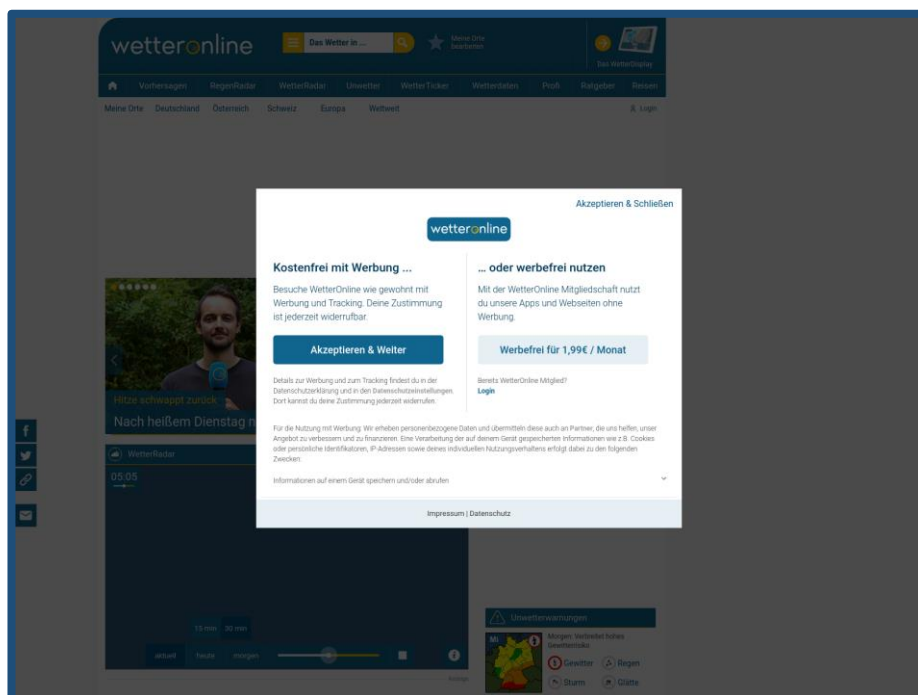 wetteronline
Das Wetter in ...
Meine Orte
bearbeiten
Das WetterDisplay
Vorhersagen RegenRadar WetterRadar Unwetter WetterTicker Wetterdaten Profi Ratgeber Reisen
Meine Orte Deutschland Österreich Schweiz Europa Weltweit Login
Akzeptieren & Schließen
wetteronline
Kostenfrei mit Werbung ...
Besuche WetterOnline wie gewohnt mit
Werbung und Tracking. Deine Zustimmung
ist jederzeit widerrufbar.
Akzeptieren & Weiter
Details zur Werbung und zum Tracking findest du in der
Datenschutzerklärung und in den Datenschutzeinstellungen.
Dort kannst du deine Zustimmung jederzeit widerrufen.
... oder werbefrei nutzen
Mit der WetterOnline Mitgliedschaft nutzt
du unsere Apps und Webseiten ohne
Werbung.
Werbefrei für 1,99€ / Monat
Bereits WetterOnline Mitglied?
Login
Für die Nutzung mit Werbung: Wir erheben personenbezogene Daten und übermitteln diese auch an Partner, die uns helfen, unser
Angebot zu verbessern und zu finanzieren. Eine Verarbeitung der auf deinem Gerät gespeicherten Informationen wie z.B. Cookies
oder persönliche Identifikatoren, IP-Adressen sowie deines individuellen Nutzungsverhaltens erfolgt dabei zu den folgenden
Zwecken:
Informationen auf einem Gerät speichern und/oder abrufen
Impressum | Datenschutz
Hitze schwappt zurück
Nach heißem Dienstag n
WetterRadar
05:05
15 min 30 min
aktuell heute morgen
Anzeige
Unwetterwarnungen
Mi
Morgen: Verbreitet hohes
Gewitterrisiko
Gewitter Regen
Sturm Glätte